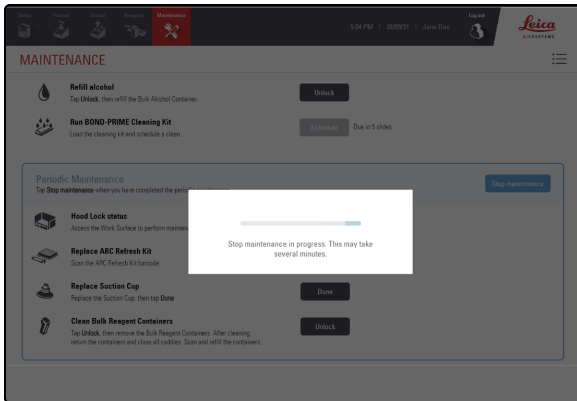 Status Protocol Unload Reagents Maintenance
5:04 PM | 28/09/21 | Jane Doe
Log out
Leica
BIOSYSTEMS
MAINTENANCE
Refill alcohol
Tap Unlock, then refill the Bulk Alcohol Container.
Unlock
Run BOND-PRIME Cleaning Kit
Load the cleaning kit and schedule a clean.
Schedule
Due in 5 slides
Periodic Maintenance
Tap Stop maintenance when you have completed the perio
Stop maintenance
Hood Lock status
Access the Work Surface to perform mainten
Replace ARC Refresh Kit
Scan the ARC Refresh Kit barcode.
Stop maintenance in progress. This may take
several minutes.
Replace Suction Cup
Replace the Suction Cup, then tap Done
Done
Clean Bulk Reagent Containers
Tap Unlock, then remove the Bulk Reagent Containers. After cleaning,
return the containers and close all caddies. Scan and refill the containers.
Unlock